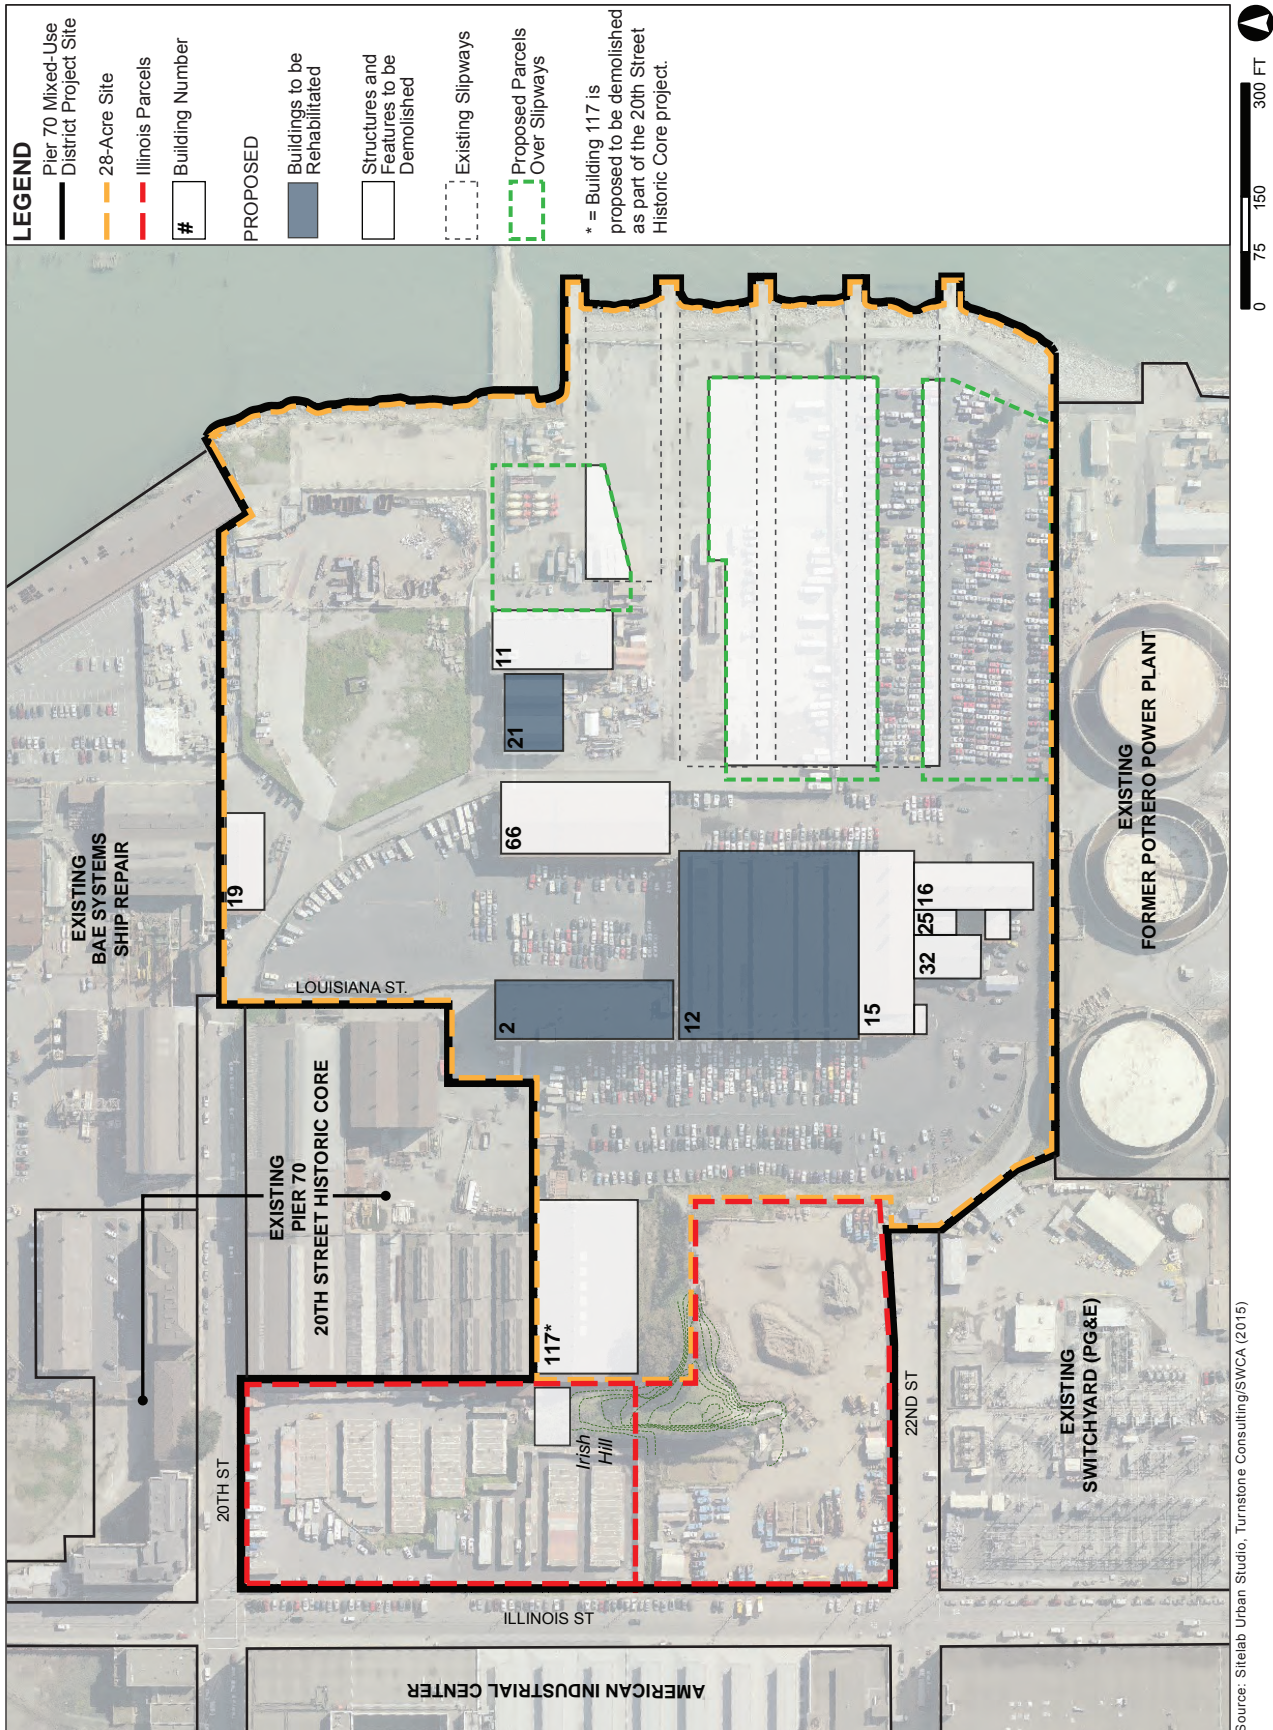 LEGEND
Pier 70 Mixed-Use
District Project Site
28-Acre Site
Illinois Parcels
#
Building Number
PROPOSED
Buildings to be
Rehabilitated
Structures and
Features to be
Demolished
Existing Slipways
Proposed Parcels
Over Slipways
* = Building 117 is
proposed to be demolished
as part of the 20th Street
Historic Core project.
0
75
150
300 FT
EXISTING
BAE SYSTEMS
SHIP REPAIR
19
LOUISIANA ST.
EXISTING
PIER 70
20TH STREET HISTORIC CORE
20TH ST
11
21
66
2
12
15
16
25
32
117*
Irish
Hill
22ND ST
ILLINOIS ST
AMERICAN INDUSTRIAL CENTER
EXISTING
FORMER POTRERO POWER PLANT
EXISTING
SWITCHYARD (PG&E)
Source: Sitelab Urban Studio, Turnstone Consulting/SWCA (2015)